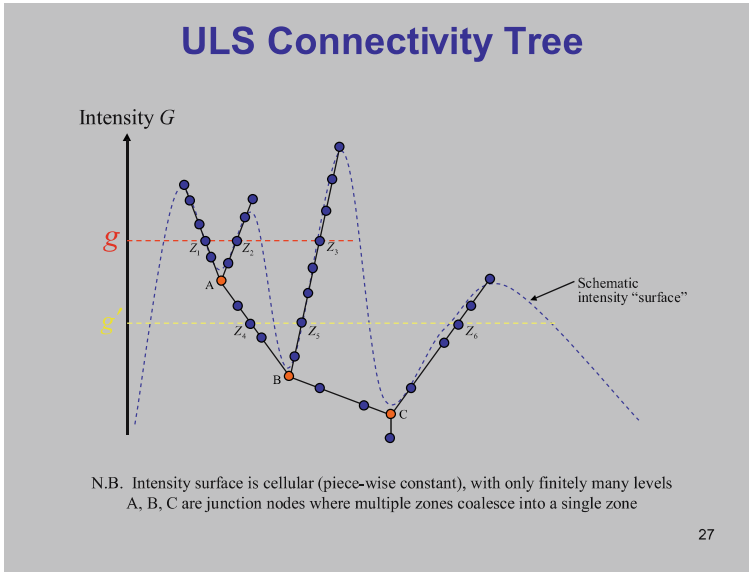 ULS Connectivity Tree
Intensity G
g
Z1
Z2
Z3
A
Schematic
intensity “surface”
g′
Z4
Z5
Z6
B
C
N.B. Intensity surface is cellular (piece-wise constant), with only finitely many levels
A, B, C are junction nodes where multiple zones coalesce into a single zone
27